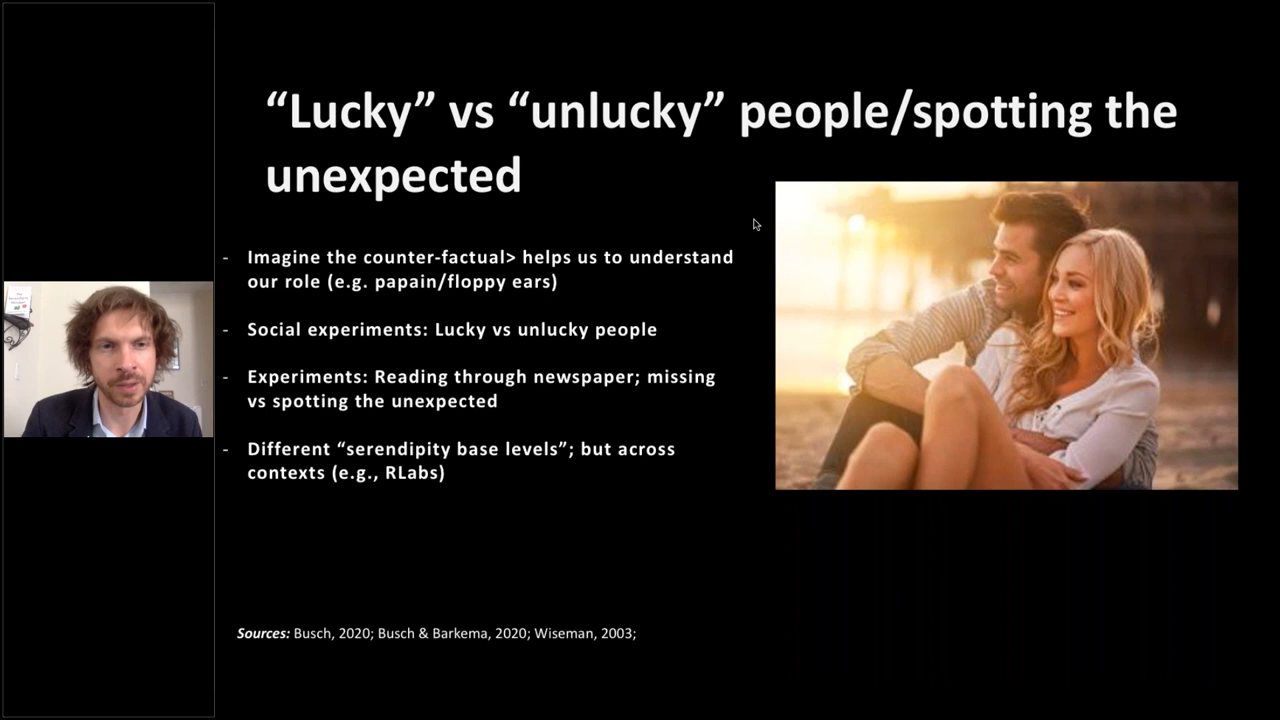 “Lucky” vs “unlucky” people/spotting the
unexpected
- Imagine the counter-factual> helps us to understand
our role (e.g. papain/floppy ears)
- Social experiments: Lucky vs unlucky people
- Experiments: Reading through newspaper; missing
vs spotting the unexpected
- Different “serendipity base levels”; but across
contexts (e.g., RLabs)
Sources: Busch, 2020; Busch & Barkema, 2020; Wiseman, 2003;